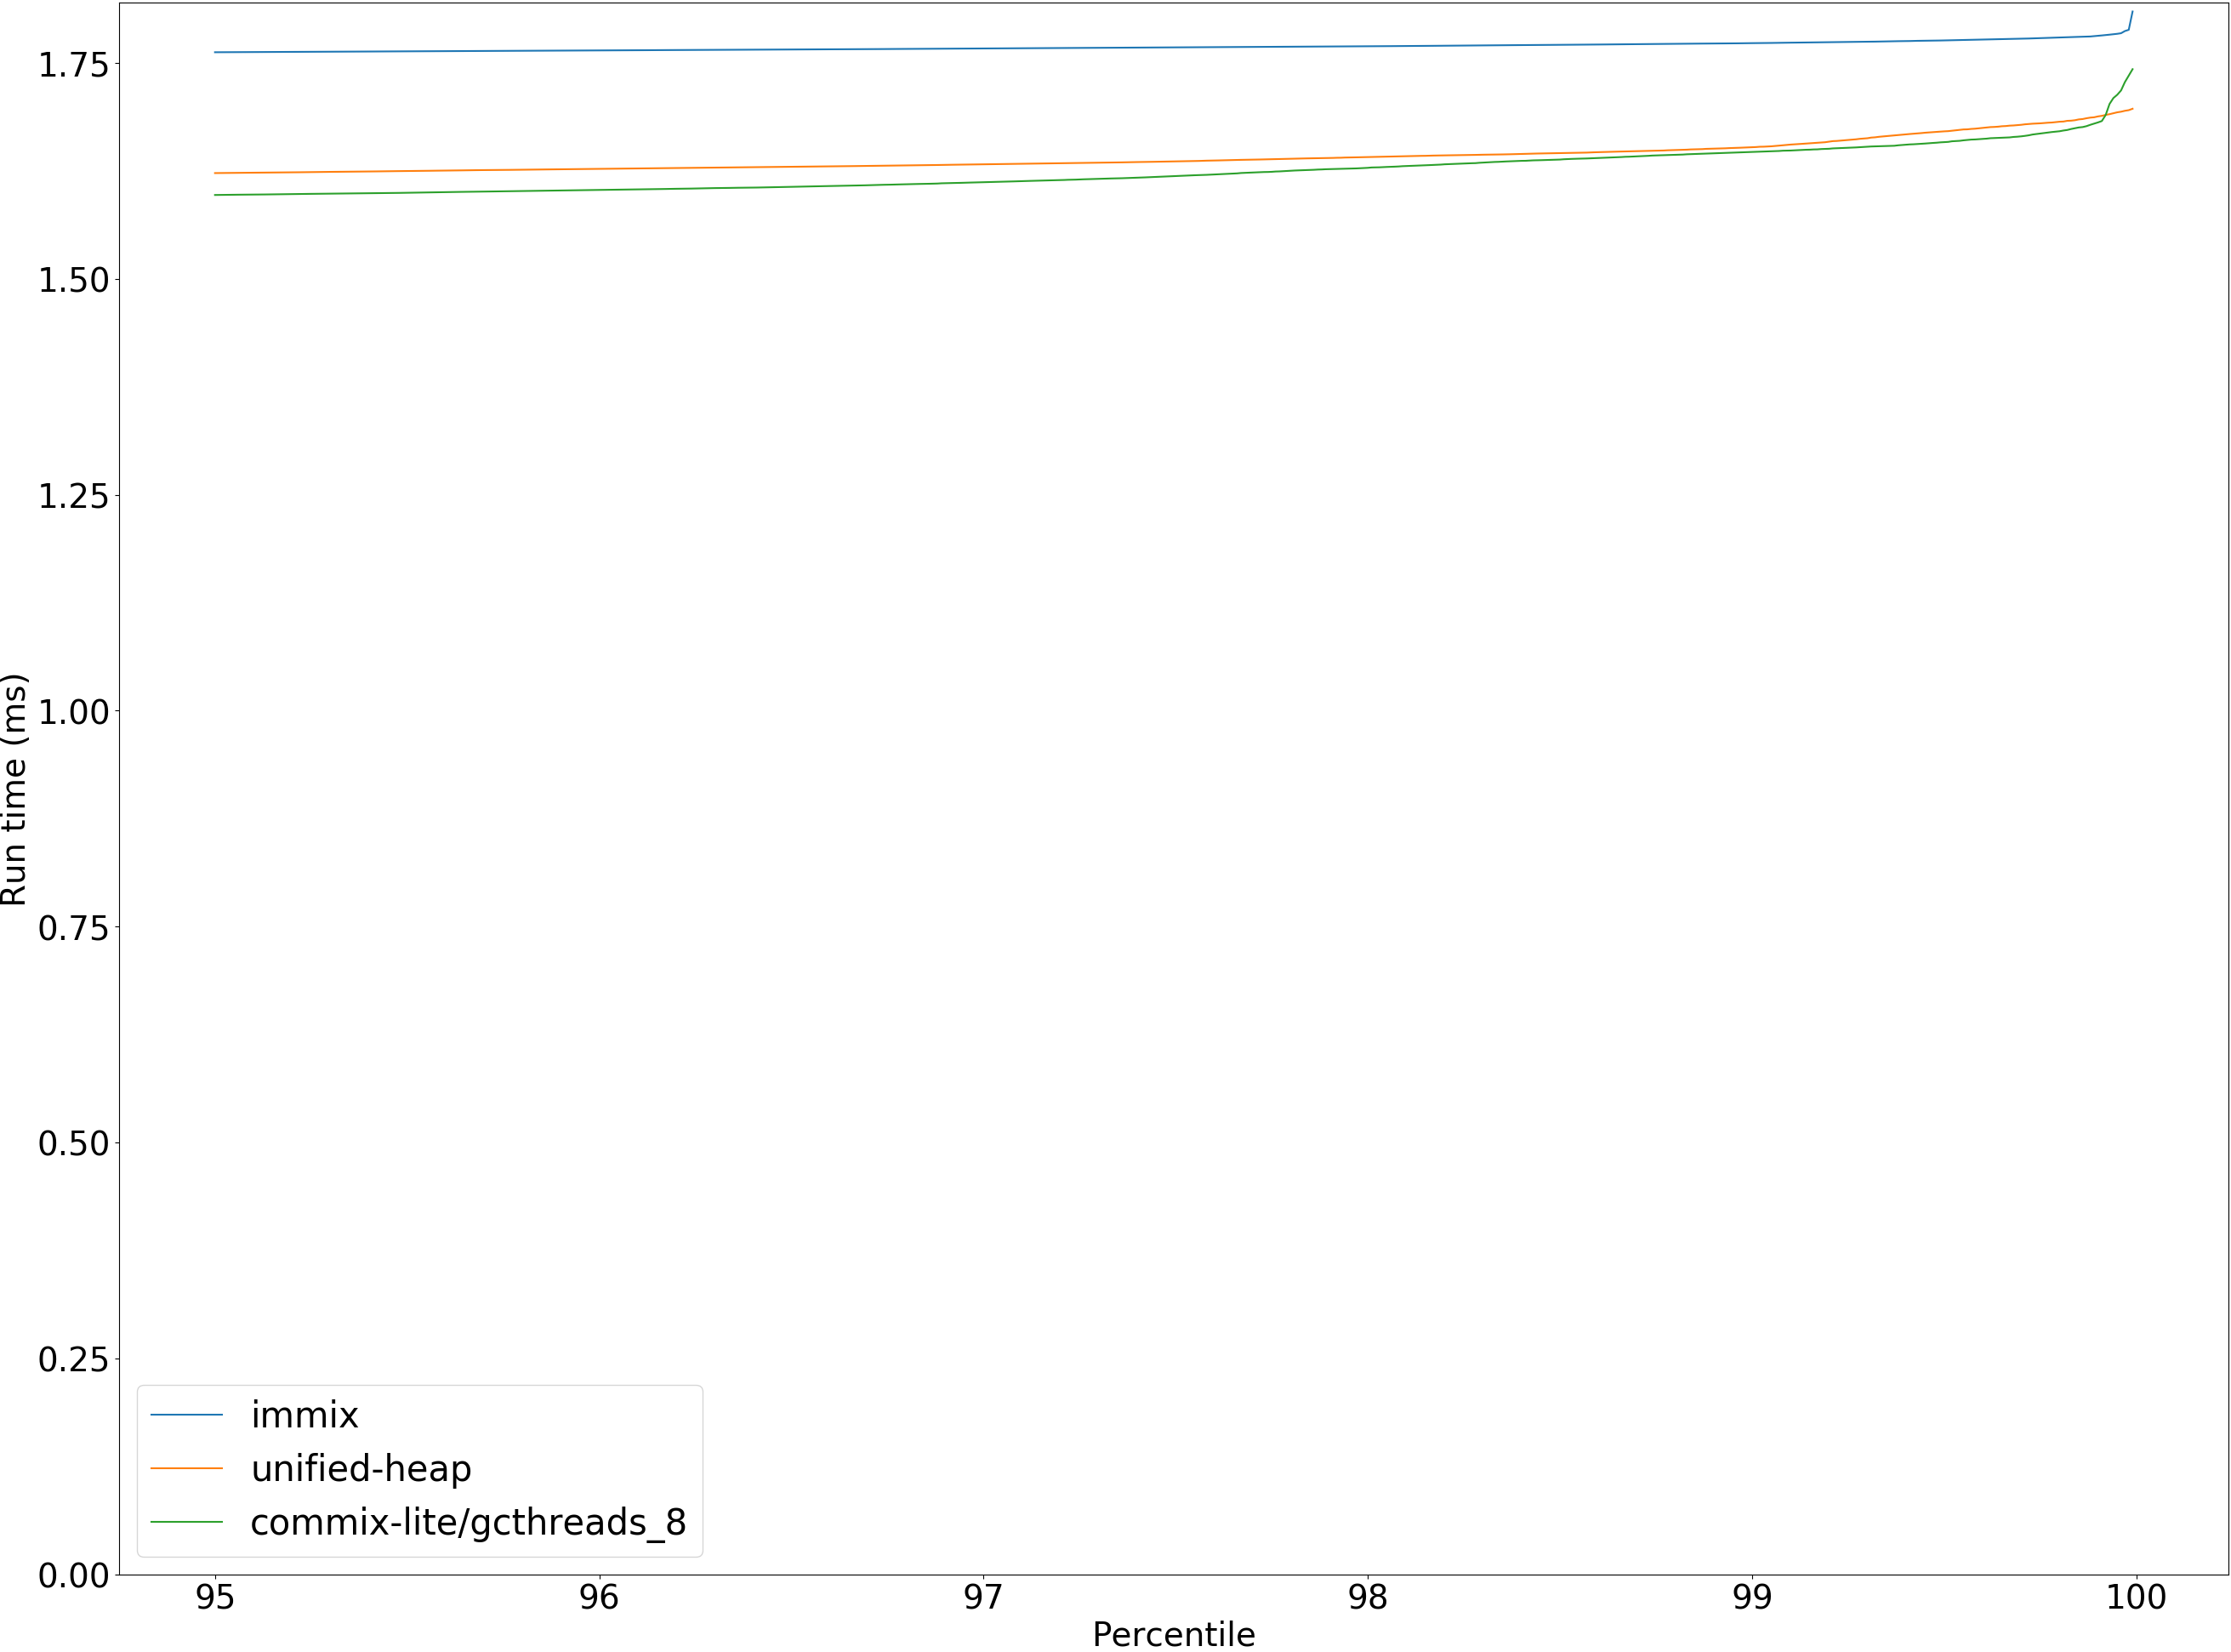 1.75
1.50
1.25
1.00
0.75
0.50
0.25
0.00
Run time (ms)
immix
unified-heap
commix-lite/gcthreads_8
95 96 97 98 99 100
Percentile